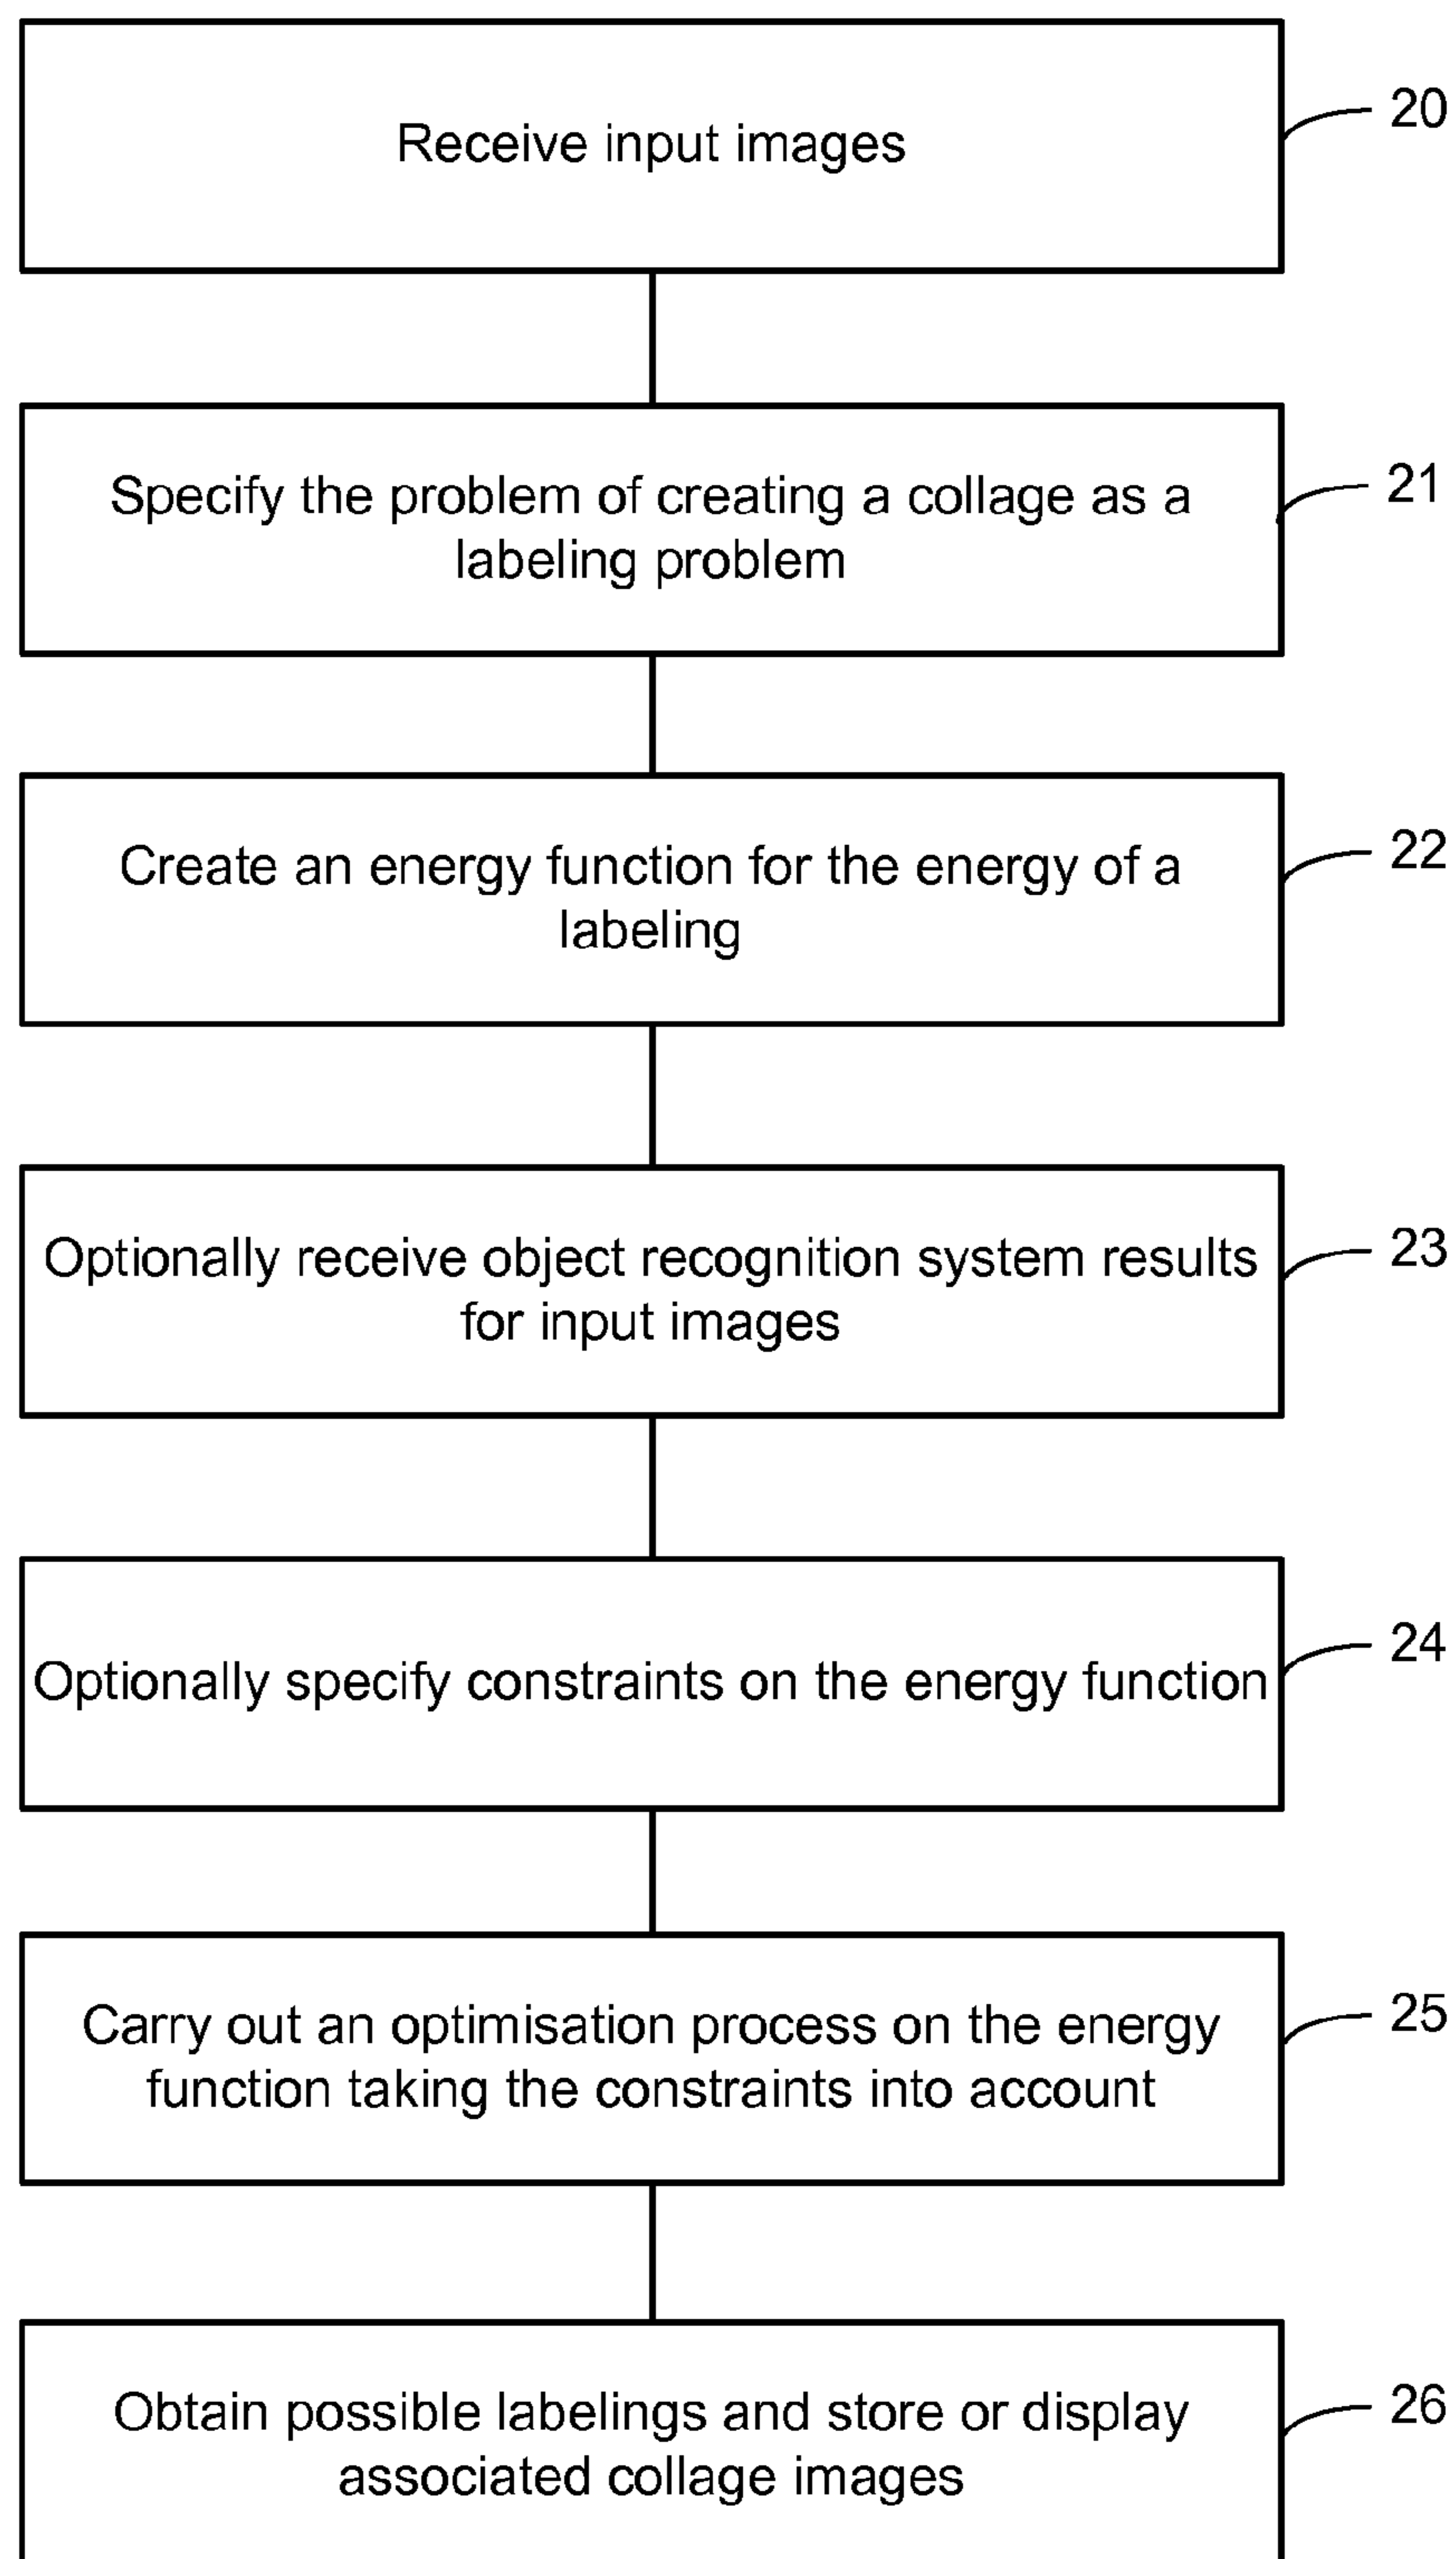 Receive input images
20
Specify the problem of creating a collage as a
labeling problem
21
Create an energy function for the energy of a
labeling
22
Optionally receive object recognition system results
for input images
23
Optionally specify constraints on the energy function
24
Carry out an optimisation process on the energy
function taking the constraints into account
25
Obtain possible labelings and store or display
associated collage images
26